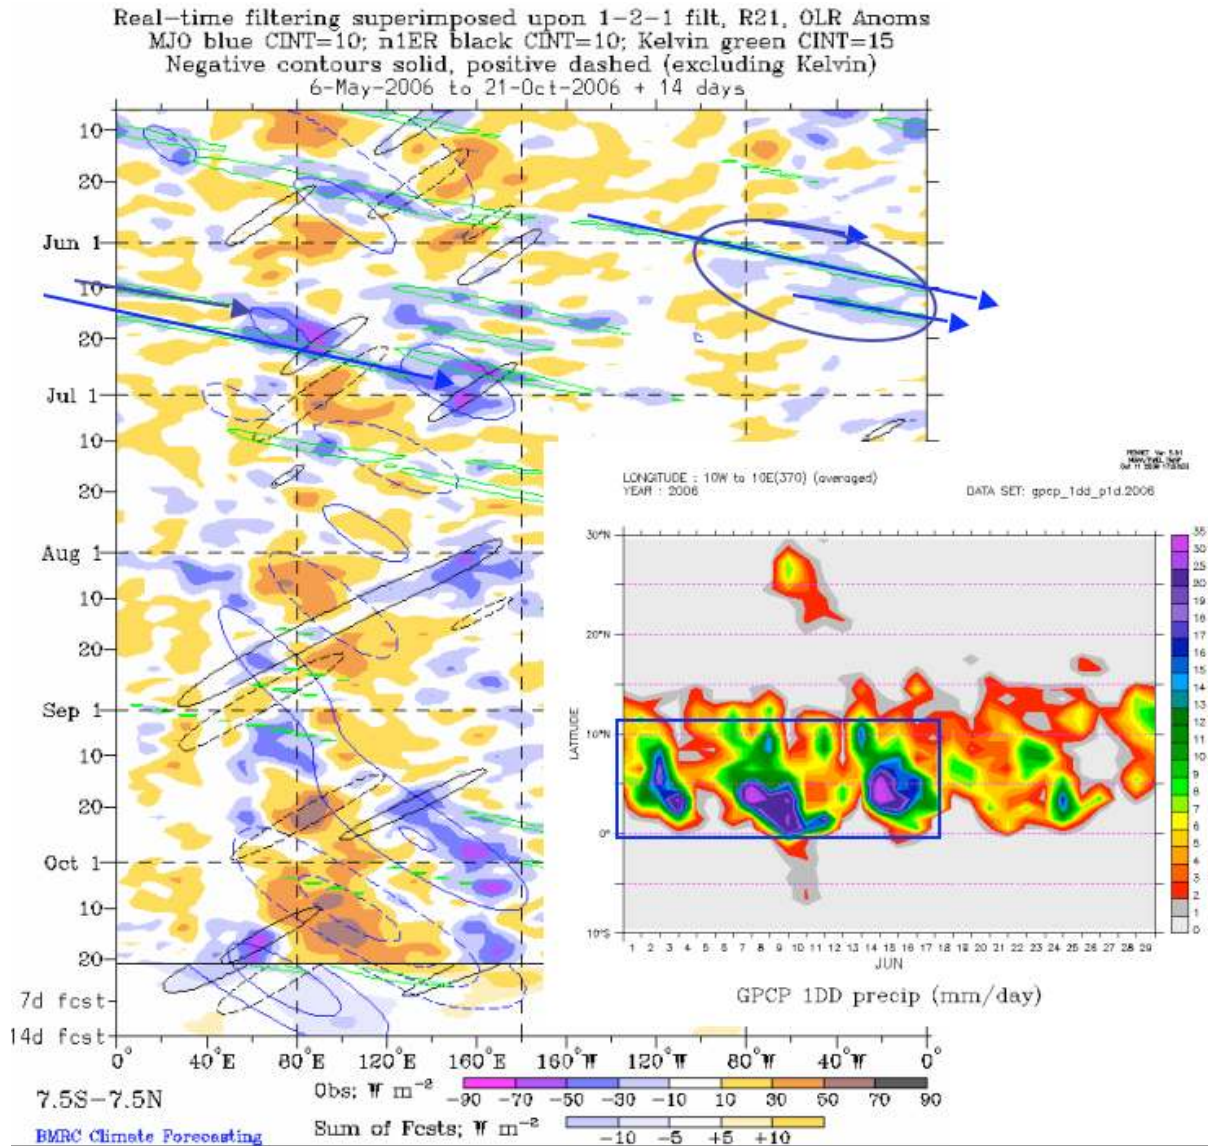 Real-time filtering superimposed upon 1-2-1 filt, R21, OLR Anoms
MJO blue CINT=10; n1ER black CINT=10; Kelvin green CINT=15
Negative contours solid, positive dashed (excluding Kelvin)
6-May-2006 to 21-Oct-2006 + 14 days
10
20
Jun 1
10
20
Jul 1
10
20
Aug 1
10
20
Sep 1
10
20
Oct 1
10
20
7d fcst
14d fcst
0° 40°E 80°E 120°E 160°E 160°W 120°W 80°W 40°W 0°
7.5S-7.5N
Obs; W m-2
-90 -70 -50 -30 -10 10 30 50 70 90
Sum of Fcsts; W m-2
-10 -5 +5 +10
BMRC Climate Forecasting
LONGITUDE : 10W to 10E(370) (averaged)
YEAR : 2006
DATA SET: gpcp_1dd_p1d.2006
30°N
20°N
10°N
0°
10°S
LATITUDE
1 2 3 4 5 6 7 8 9 10 11 12 13 14 15 16 17 18 19 20 21 22 23 24 25 26 27 28 29
JUN
35
30
25
20
19
18
17
16
15
14
13
12
11
10
9
8
7
6
5
4
3
2
1
0
GPCP 1DD precip (mm/day)